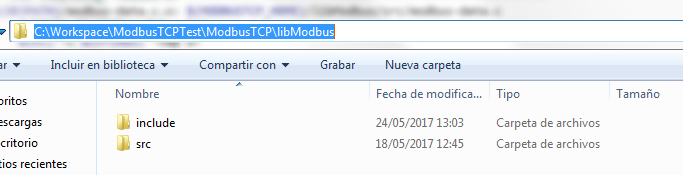 C:\Workspace\ModbusTCPTest\ModbusTCP\libModbus
ar Incluir en biblioteca Compartir con Grabar Nueva carpeta
oritos Nombre Fecha de modifica... Tipo Tamaño
escargas include 24/05/2017 13:03 Carpeta de archivos
critorio src 18/05/2017 12:45 Carpeta de archivos
tios recientes